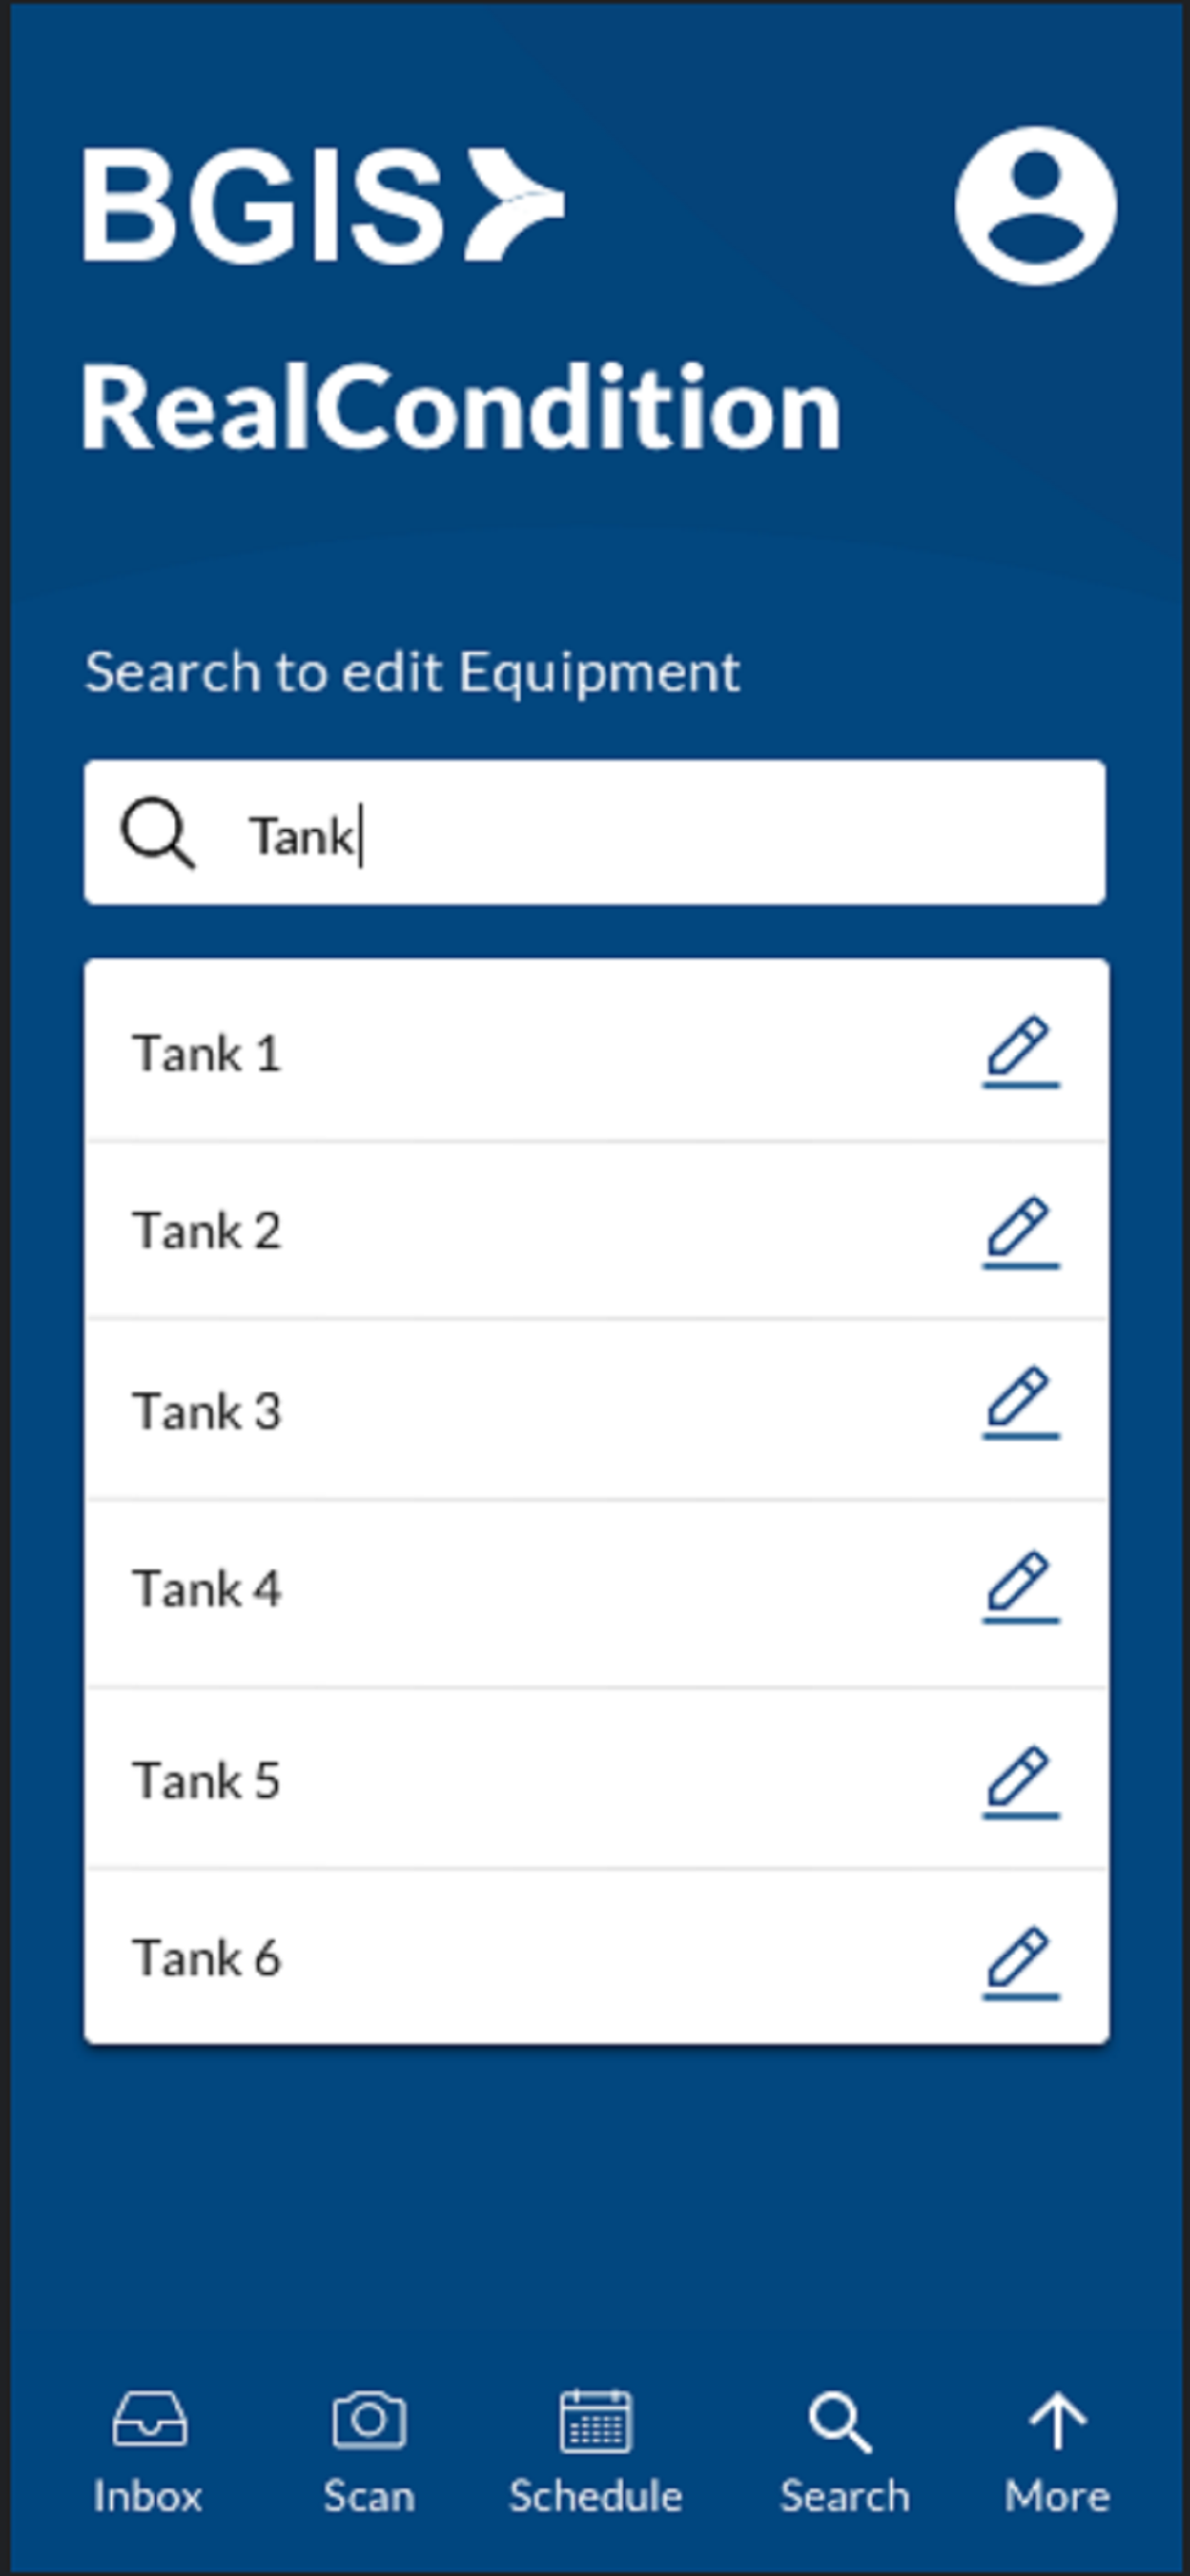 BGIS
RealCondition
Search to edit Equipment
Tank
Tank 1
Tank 2
Tank 3
Tank 4
Tank 5
Tank 6
Inbox Scan Schedule Search More